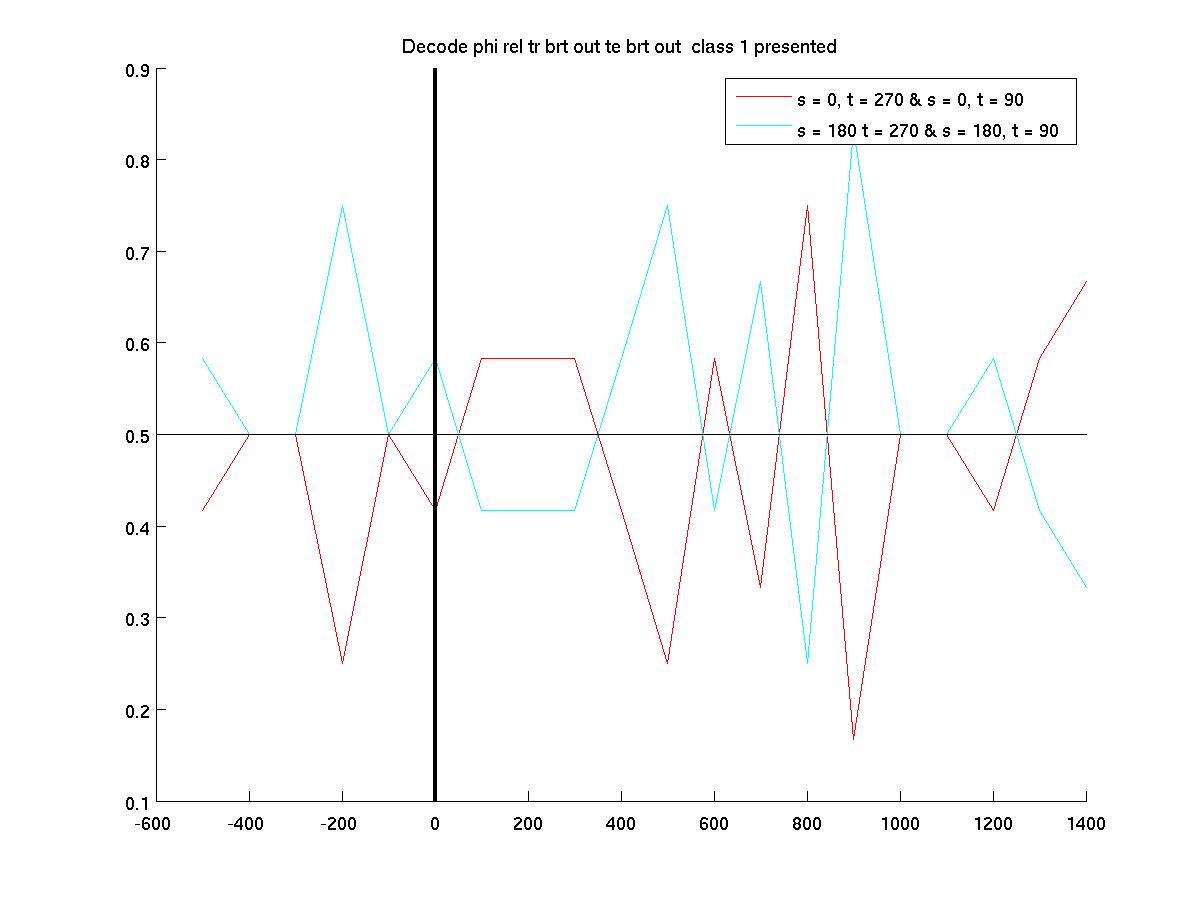 Decode phi rel tr brt out te brt out  class 1 presented
s = 0, t = 270 & s = 0, t = 90
s = 180 t = 270 & s = 180, t = 90
0.9
0.8
0.7
0.6
0.5
0.4
0.3
0.2
0.1
-600 -400 -200 0 200 400 600 800 1000 1200 1400